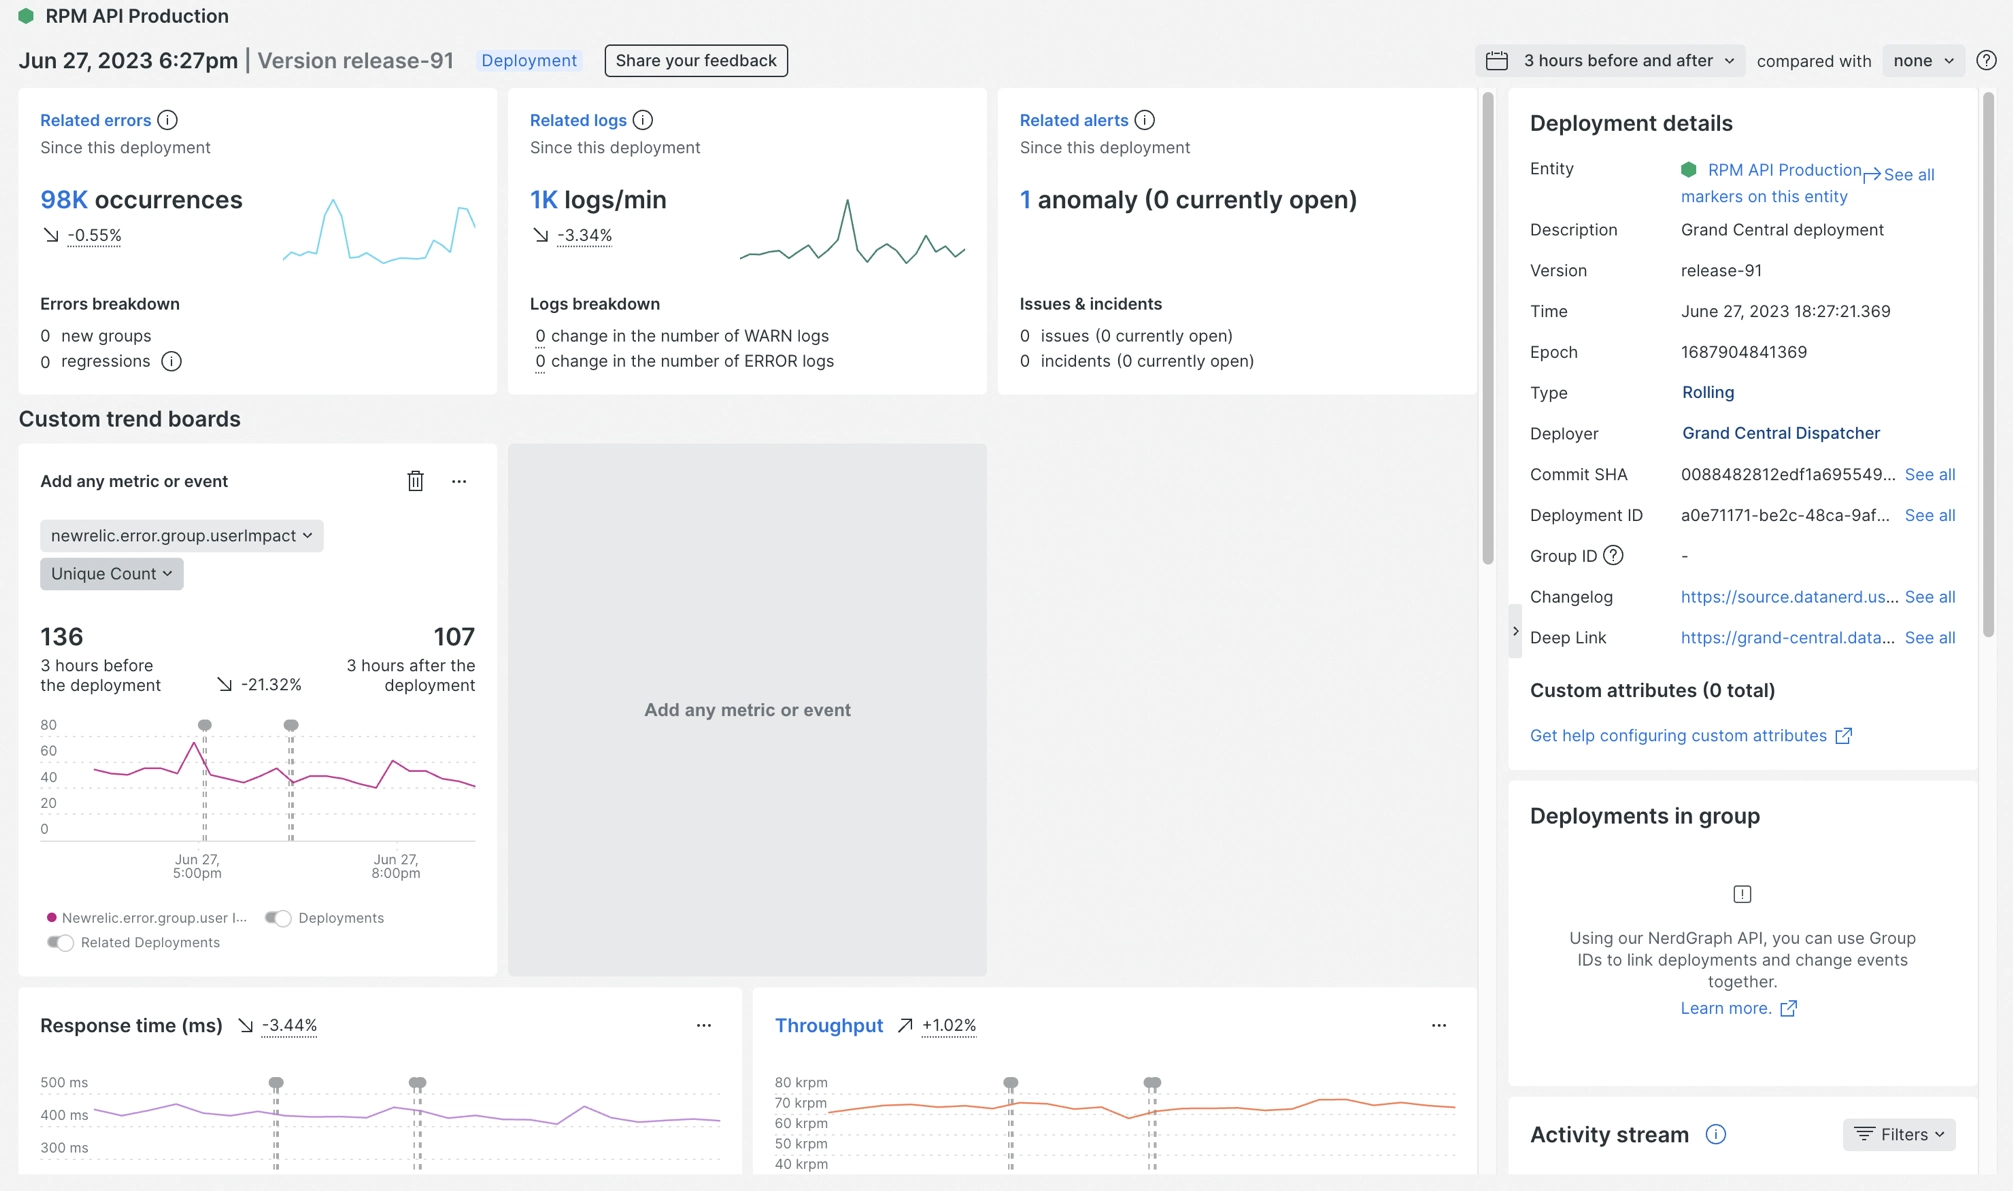 RPM API Production
Jun 27, 2023 6:27pm | Version release-91 Deployment Share your feedback
3 hours before and after compared with none
Related errors
Since this deployment
98K occurrences
-0.55%
Errors breakdown
0 new groups
0 regressions
Related logs
Since this deployment
1K logs/min
-3.34%
Logs breakdown
0 change in the number of WARN logs
0 change in the number of ERROR logs
Related alerts
Since this deployment
1 anomaly (0 currently open)
Issues & incidents
0 issues (0 currently open)
0 incidents (0 currently open)
Custom trend boards
Add any metric or event
newrelic.error.group.userImpact
Unique Count
136
3 hours before
the deployment
-21.32%
107
3 hours after the
deployment
80
60
40
20
0
Jun 27,
5:00pm
Jun 27,
8:00pm
Newrelic.error.group.user I...
Deployments
Related Deployments
Add any metric or event
Response time (ms) -3.44%
500 ms
400 ms
300 ms
Throughput +1.02%
80 krpm
70 krpm
60 krpm
50 krpm
40 krpm
Deployment details
Entity RPM API Production See all
markers on this entity
Description Grand Central deployment
Version release-91
Time June 27, 2023 18:27:21.369
Epoch 1687904841369
Type Rolling
Deployer Grand Central Dispatcher
Commit SHA 0088482812edf1a695549... See all
Deployment ID a0e71171-be2c-48ca-9af... See all
Group ID -
Changelog https://source.datanerd.us... See all
Deep Link https://grand-central.data... See all
Custom attributes (0 total)
Get help configuring custom attributes
Deployments in group
Using our NerdGraph API, you can use Group
IDs to link deployments and change events
together.
Learn more.
Activity stream Filters